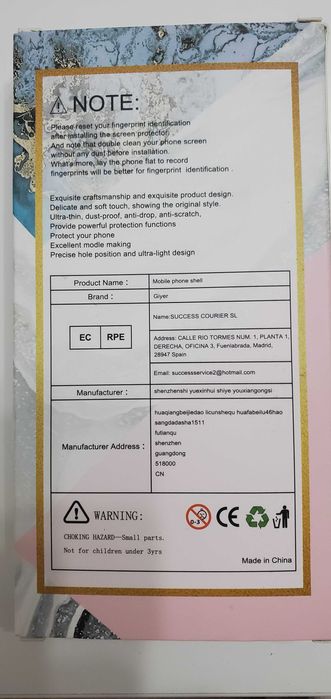 NOTE:
Please reset your fingerprint identification
after installing the screen protector .
And note that double clean your phone screen
without any dust before installation.
What's more, lay the phone flat to record
fingerprints will be better for fingerprint identification .
Exquisite craftsmanship and exquisite product design.
Delicate and soft touch, showing the original style.
Ultra-thin, dust-proof, anti-drop, anti-scratch,
Provide powerful protection functions
Protect your phone
Excellent modle making
Precise hole position and ultra-light design
Product Name : Mobile phone shell
Brand : Giyer
EC RPE
Name:SUCCESS COURIER SL
Address: CALLE RIO TORMES NUM. 1, PLANTA 1,
DERECHA, OFICINA 3, Fuenlabrada, Madrid,
28947 Spain
Email: successservice2@hotmail.com
Manufacturer : shenzhenshi yuexinhui shiye youxiangongsi
Manufacturer Address :
huaqiangbeijiedao licunshequ huafabeilu46hao
sangdadasha1511
futianqu
shenzhen
guangdong
518000
CN
WARNING:
CHOKING HAZARD—Small parts.
Not for children under 3yrs
0-3
CE
Made in China